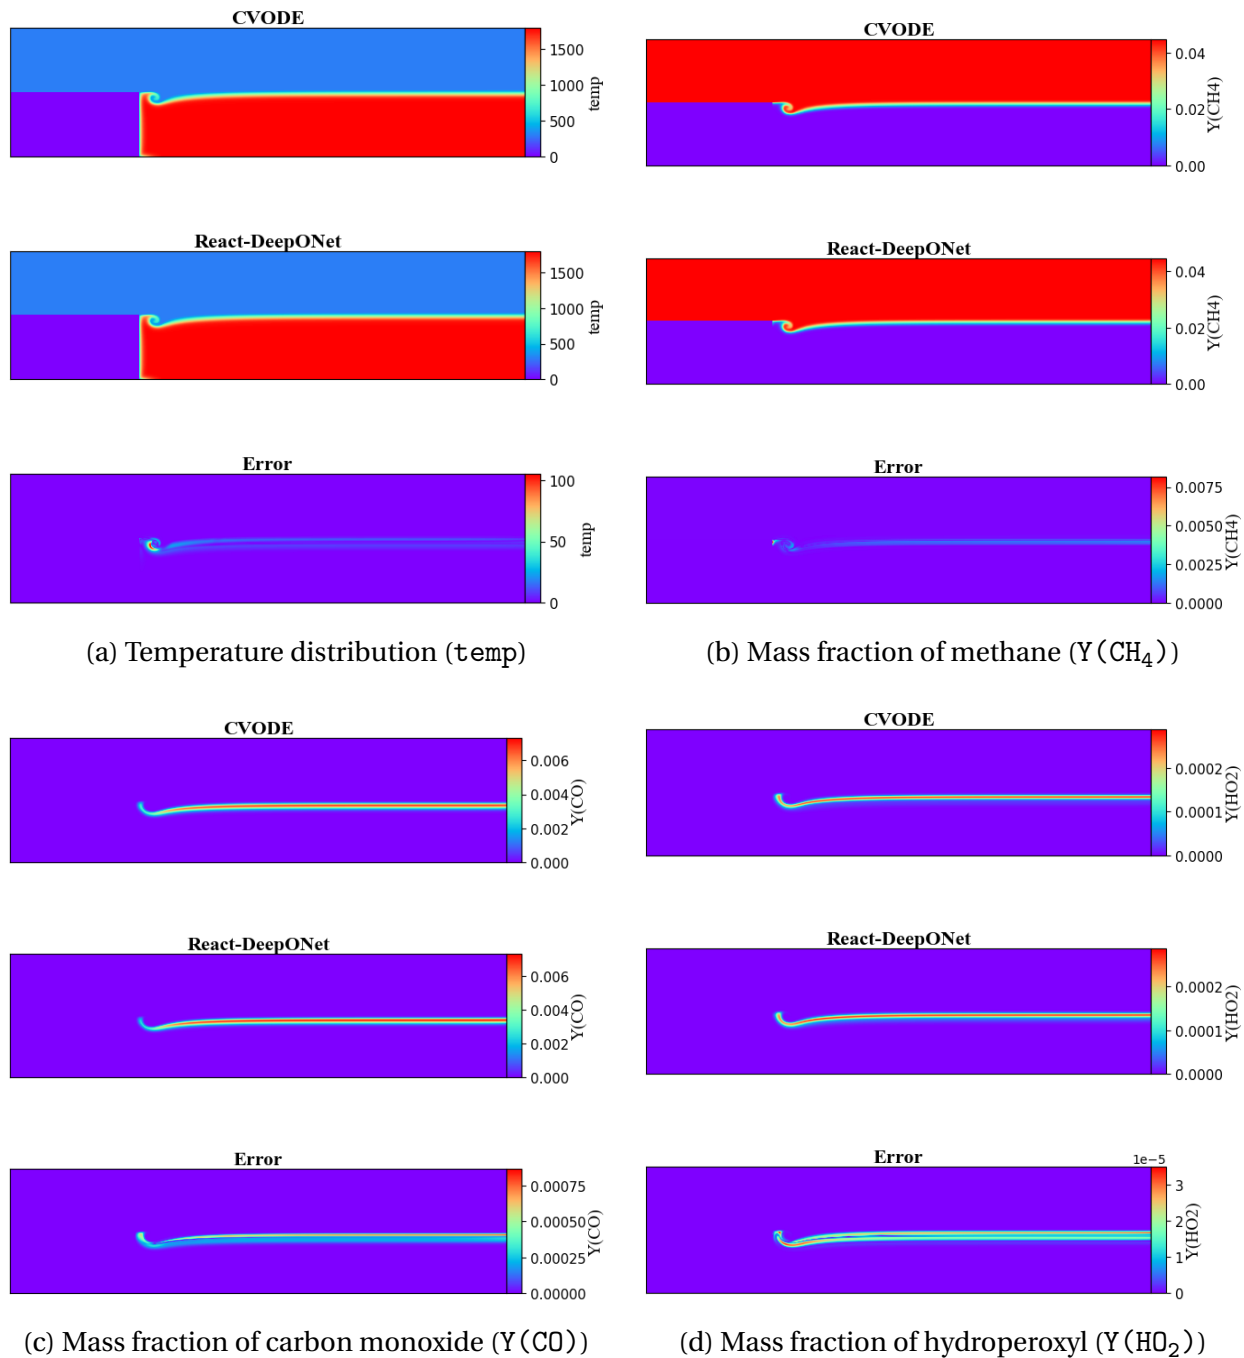 CVODE
1500
1000
500
0
temp
React-DeepONet
1500
1000
500
0
temp
Error
100
50
0
temp
(a) Temperature distribution (temp)
CVODE
0.04
0.02
0.00
Y(CH4)
React-DeepONet
0.04
0.02
0.00
Y(CH4)
Error
0.0075
0.0050
0.0025
0.0000
Y(CH4)
(b) Mass fraction of methane (Y(CH₄))
CVODE
0.006
0.004
0.002
0.000
Y(CO)
React-DeepONet
0.006
0.004
0.002
0.000
Y(CO)
Error
0.00075
0.00050
0.00025
0.00000
Y(CO)
(c) Mass fraction of carbon monoxide (Y(CO))
CVODE
0.0002
0.0001
0.0000
Y(HO2)
React-DeepONet
0.0002
0.0001
0.0000
Y(HO2)
Error
1e−5
3
2
1
0
Y(HO2)
(d) Mass fraction of hydroperoxyl (Y(HO₂))